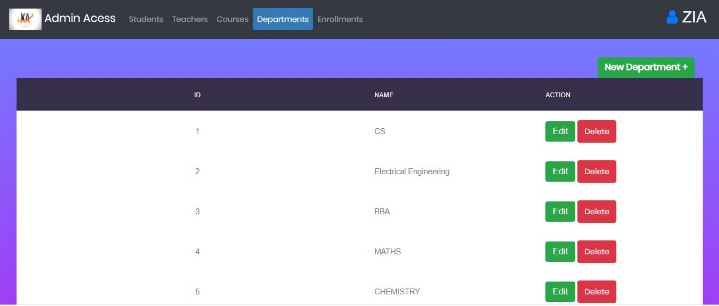 KA Admin Acess Students Teachers Courses Departments Enrollments ZIA
New Department +
ID NAME ACTION
1 CS Edit Delete
2 Electrical Engineering Edit Delete
3 BBA Edit Delete
4 MATHS Edit Delete
5 CHEMISTRY Edit Delete